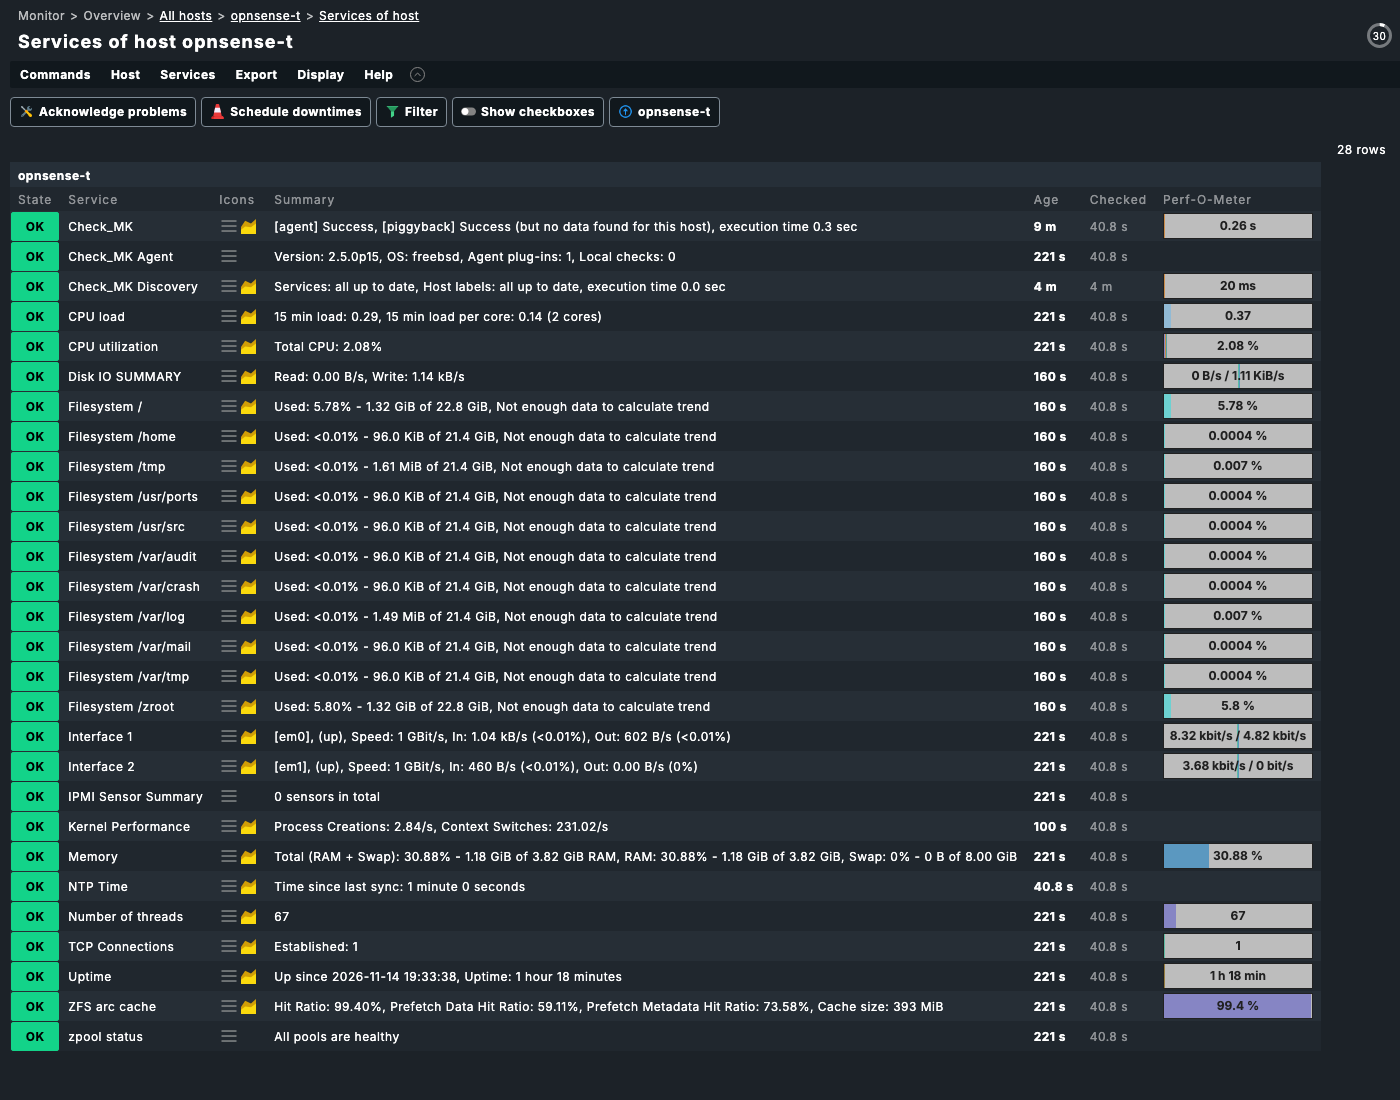 Monitor > Overview > All hosts > opnsense-t > Services of host
Services of host opnsense-t
30
Commands Host Services Export Display Help
Acknowledge problems Schedule downtimes Filter Show checkboxes opnsense-t
28 rows
opnsense-t
State Service Icons Summary Age Checked Perf-O-Meter
OK Check_MK [agent] Success, [piggyback] Success (but no data found for this host), execution time 0.3 sec 9 m 40.8 s 0.26 s
OK Check_MK Agent Version: 2.5.0p15, OS: freebsd, Agent plug-ins: 1, Local checks: 0 221 s 40.8 s
OK Check_MK Discovery Services: all up to date, Host labels: all up to date, execution time 0.0 sec 4 m 4 m 20 ms
OK CPU load 15 min load: 0.29, 15 min load per core: 0.14 (2 cores) 221 s 40.8 s 0.37
OK CPU utilization Total CPU: 2.08% 221 s 40.8 s 2.08 %
OK Disk IO SUMMARY Read: 0.00 B/s, Write: 1.14 kB/s 160 s 40.8 s 0 B/s / 1.11 KiB/s
OK Filesystem / Used: 5.78% - 1.32 GiB of 22.8 GiB, Not enough data to calculate trend 160 s 40.8 s 5.78 %
OK Filesystem /home Used: <0.01% - 96.0 KiB of 21.4 GiB, Not enough data to calculate trend 160 s 40.8 s 0.0004 %
OK Filesystem /tmp Used: <0.01% - 1.61 MiB of 21.4 GiB, Not enough data to calculate trend 160 s 40.8 s 0.007 %
OK Filesystem /usr/ports Used: <0.01% - 96.0 KiB of 21.4 GiB, Not enough data to calculate trend 160 s 40.8 s 0.0004 %
OK Filesystem /usr/src Used: <0.01% - 96.0 KiB of 21.4 GiB, Not enough data to calculate trend 160 s 40.8 s 0.0004 %
OK Filesystem /var/audit Used: <0.01% - 96.0 KiB of 21.4 GiB, Not enough data to calculate trend 160 s 40.8 s 0.0004 %
OK Filesystem /var/crash Used: <0.01% - 96.0 KiB of 21.4 GiB, Not enough data to calculate trend 160 s 40.8 s 0.0004 %
OK Filesystem /var/log Used: <0.01% - 1.49 MiB of 21.4 GiB, Not enough data to calculate trend 160 s 40.8 s 0.007 %
OK Filesystem /var/mail Used: <0.01% - 96.0 KiB of 21.4 GiB, Not enough data to calculate trend 160 s 40.8 s 0.0004 %
OK Filesystem /var/tmp Used: <0.01% - 96.0 KiB of 21.4 GiB, Not enough data to calculate trend 160 s 40.8 s 0.0004 %
OK Filesystem /zroot Used: 5.80% - 1.32 GiB of 22.8 GiB, Not enough data to calculate trend 160 s 40.8 s 5.8 %
OK Interface 1 [em0], (up), Speed: 1 GBit/s, In: 1.04 kB/s (<0.01%), Out: 602 B/s (<0.01%) 221 s 40.8 s 8.32 kbit/s / 4.82 kbit/s
OK Interface 2 [em1], (up), Speed: 1 GBit/s, In: 460 B/s (<0.01%), Out: 0.00 B/s (0%) 221 s 40.8 s 3.68 kbit/s / 0 bit/s
OK IPMI Sensor Summary 0 sensors in total 221 s 40.8 s
OK Kernel Performance Process Creations: 2.84/s, Context Switches: 231.02/s 100 s 40.8 s
OK Memory Total (RAM + Swap): 30.88% - 1.18 GiB of 3.82 GiB RAM, RAM: 30.88% - 1.18 GiB of 3.82 GiB, Swap: 0% - 0 B of 8.00 GiB 221 s 40.8 s 30.88 %
OK NTP Time Time since last sync: 1 minute 0 seconds 40.8 s 40.8 s
OK Number of threads 67 221 s 40.8 s 67
OK TCP Connections Established: 1 221 s 40.8 s 1
OK Uptime Up since 2026-11-14 19:33:38, Uptime: 1 hour 18 minutes 221 s 40.8 s 1 h 18 min
OK ZFS arc cache Hit Ratio: 99.40%, Prefetch Data Hit Ratio: 59.11%, Prefetch Metadata Hit Ratio: 73.58%, Cache size: 393 MiB 221 s 40.8 s 99.4 %
OK zpool status All pools are healthy 221 s 40.8 s